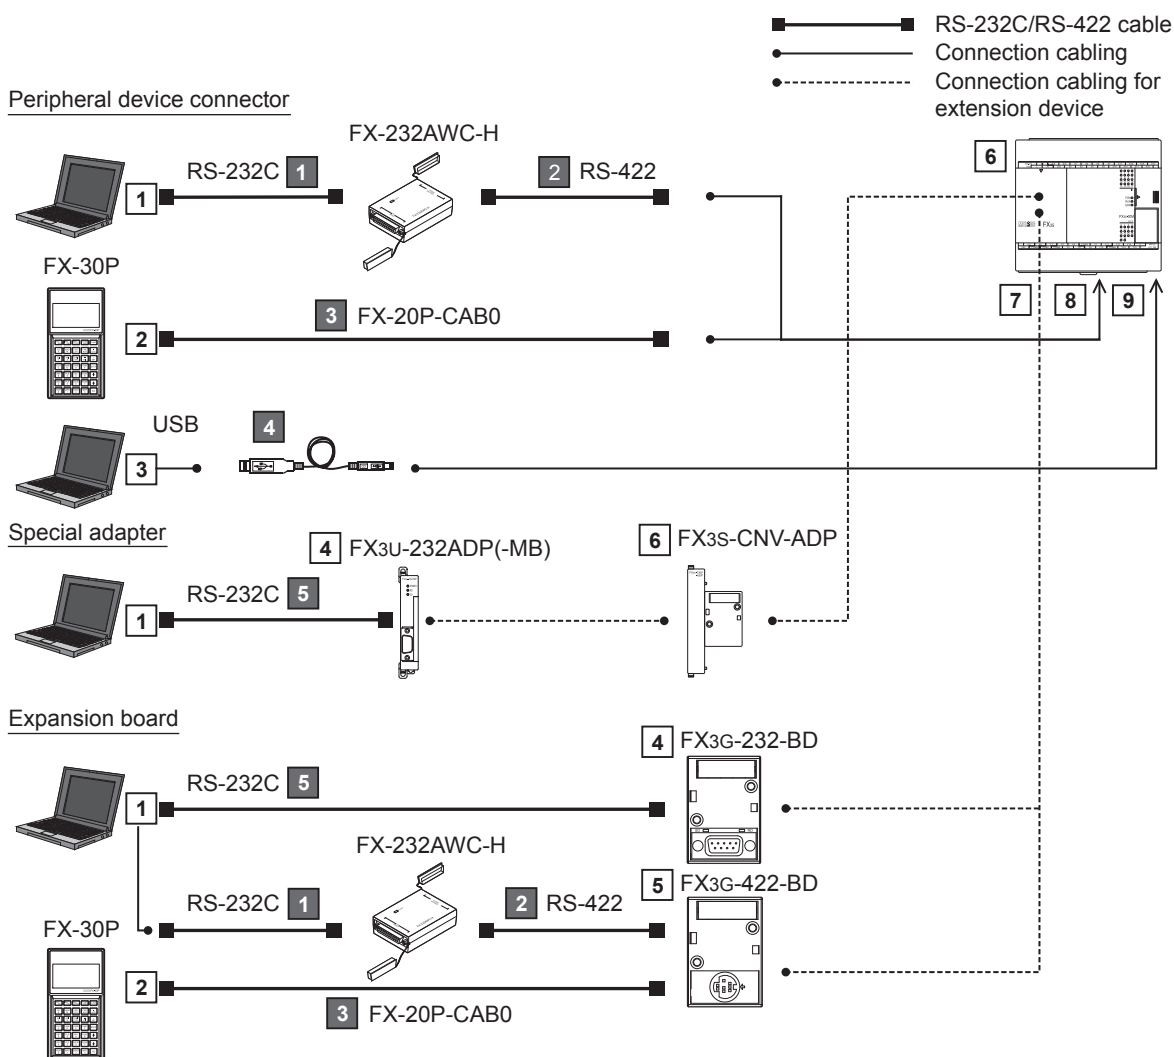 RS-232C/RS-422 cable
Connection cabling
Connection cabling for
extension device
Peripheral device connector
FX-232AWC-H
RS-232C 1
2 RS-422
6
1
FX-30P
7 8 9
3 FX-20P-CAB0
2
USB
4
3
Special adapter
4 FX3U-232ADP(-MB)
6 FX3S-CNV-ADP
RS-232C 5
1
Expansion board
4 FX3G-232-BD
RS-232C 5
1
FX-232AWC-H
5 FX3G-422-BD
RS-232C 1
2 RS-422
FX-30P
2
3 FX-20P-CAB0